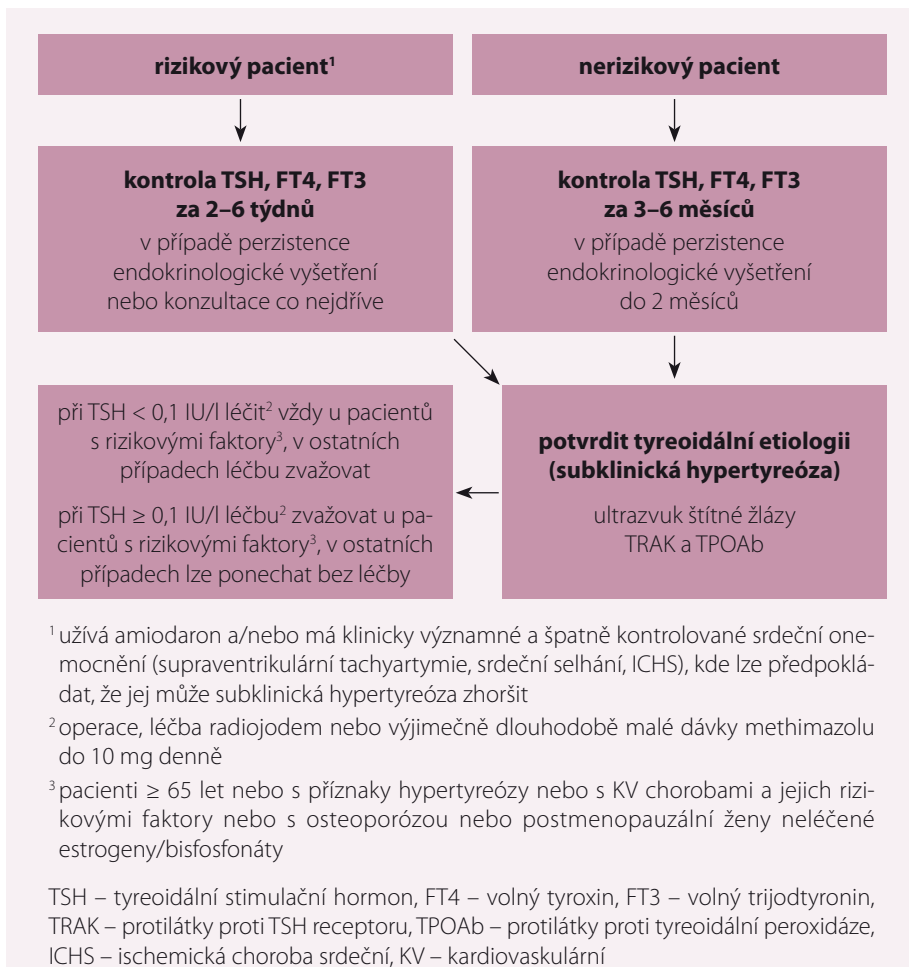 rizikový pacient¹
nerizikový pacient
kontrola TSH, FT4, FT3
za 2–6 týdnů
v případě perzistence
endokrinologické vyšetření
nebo konzultace co nejdříve
kontrola TSH, FT4, FT3
za 3–6 měsíců
v případě perzistence
endokrinologické vyšetření
do 2 měsíců
při TSH < 0,1 IU/l léčit² vždy u pacientů
s rizikovými faktory³, v ostatních
případech léčbu zvažovat
při TSH ≥ 0,1 IU/l léčbu² zvažovat u pa-
cientů s rizikovými faktory³, v ostatních
případech lze ponechat bez léčby
potvrdit tyreoidální etiologii
(subklinická hypertyreóza)
ultrazvuk štítné žlázy
TRAK a TPOAb
¹ užívá amiodaron a/nebo má klinicky významné a špatně kontrolované srdeční one-
mocnění (supraventrikulární tachyartymie, srdeční selhání, ICHS), kde lze předpoklá-
dat, že jej může subklinická hypertyreóza zhoršit
² operace, léčba radiojodem nebo výjimečně dlouhodobě malé dávky methimazolu
do 10 mg denně
³ pacienti ≥ 65 let nebo s příznaky hypertyreózy nebo s KV chorobami a jejich rizi-
kovými faktory nebo s osteoporózou nebo postmenopauzální ženy neléčené
estrogeny/bisfosfonáty
TSH – tyreoidální stimulační hormon, FT4 – volný tyroxin, FT3 – volný trijodtyronin,
TRAK – protilátky proti TSH receptoru, TPOAb – protilátky proti tyreoidální peroxidáze,
ICHS – ischemická choroba srdeční, KV – kardiovaskulární